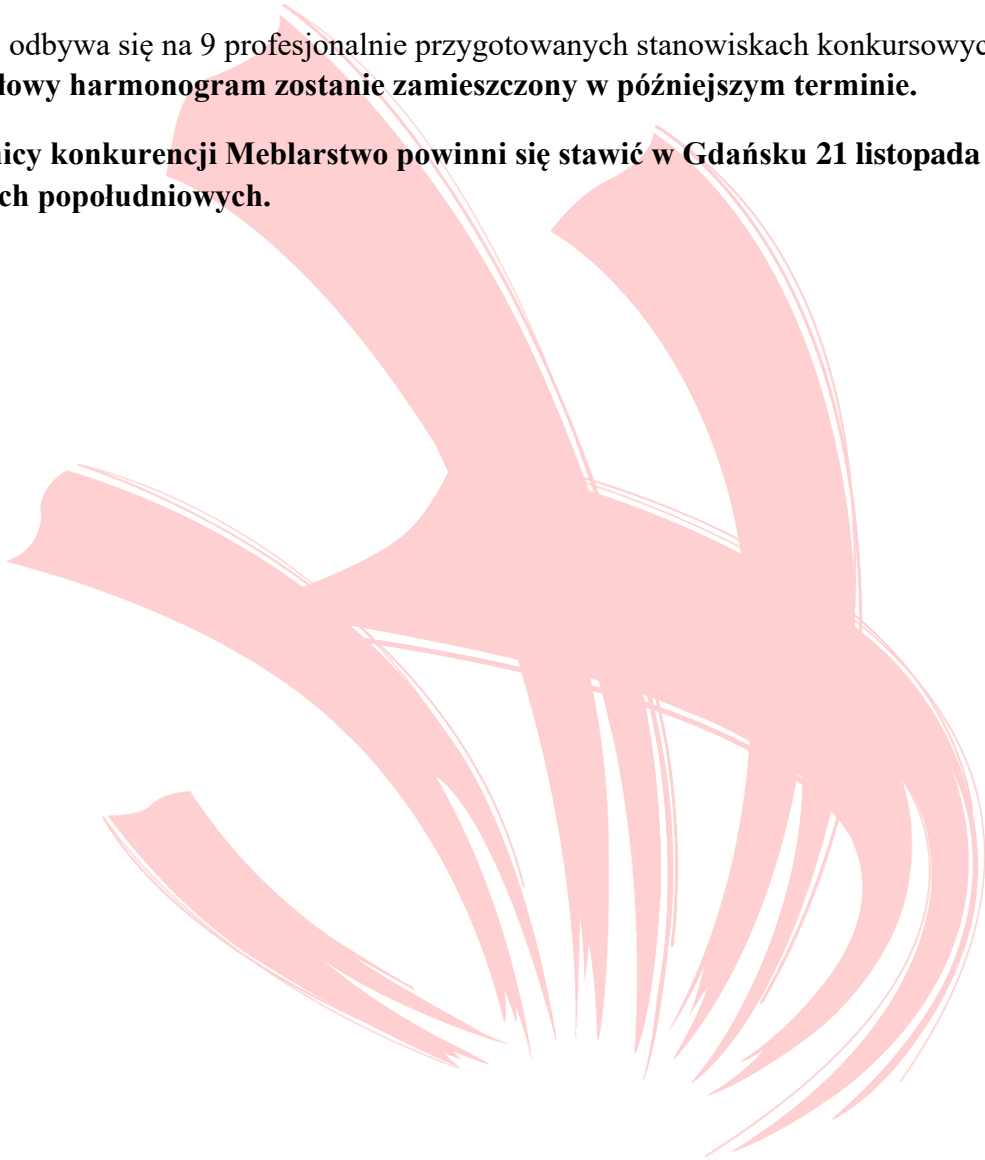 odbywa się na 9 profesjonalnie przygotowanych stanowiskach konkursowyc
łowy harmonogram zostanie zamieszczony w późniejszym terminie.
nicy konkurencji Meblarstwo powinni się stawić w Gdańsku 21 listopada
ch popołudniowych.